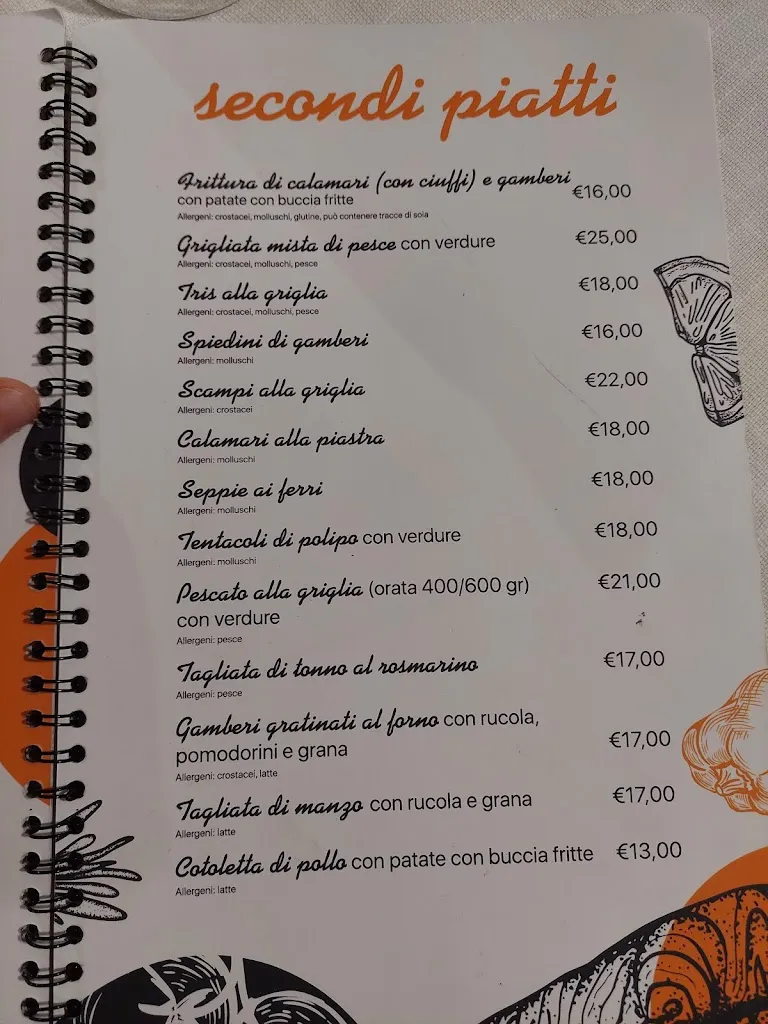 secondi piatti
Frittura di calamari (con ciuffi) e gamberi €16,00
con patate con buccia fritte
Allergeni: crostacei, molluschi, glutine, può contenere tracce di soia
Grigliata mista di pesce con verdure €25,00
Allergeni: crostacei, molluschi, pesce
Tris alla griglia €18,00
Allergeni: crostacei, molluschi, pesce
Spiedini di gamberi €16,00
Allergeni: molluschi
Scampi alla griglia €22,00
Allergeni: crostacei
Calamari alla piastra €18,00
Allergeni: molluschi
Seppie ai ferri €18,00
Allergeni: molluschi
Tentacoli di polipo con verdure €18,00
Allergeni: molluschi
Pescato alla griglia (orata 400/600 gr) €21,00
con verdure
Allergeni: pesce
Tagliata di tonno al rosmarino €17,00
Allergeni: pesce
Gamberi gratinati al forno con rucola, €17,00
pomodorini e grana
Allergeni: crostacei, latte
Tagliata di manzo con rucola e grana €17,00
Allergeni: latte
Cotoletta di pollo con patate con buccia fritte €13,00
Allergeni: latte